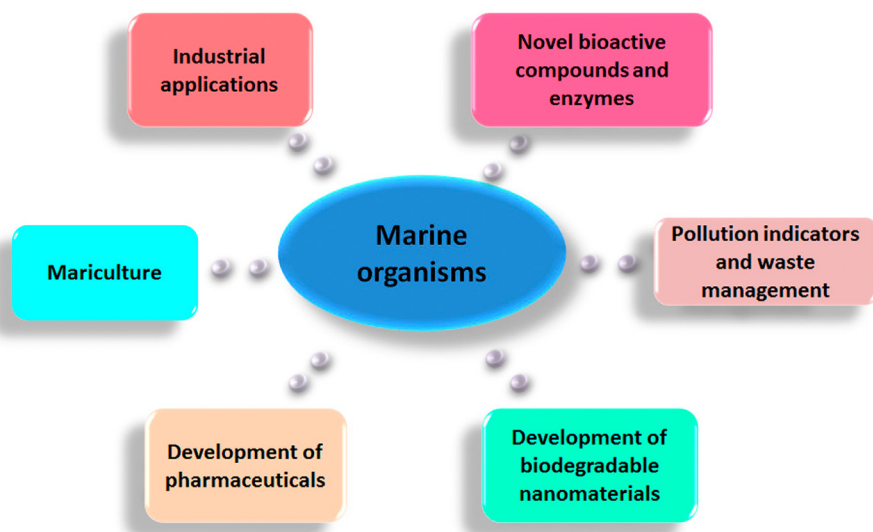 Industrial
applications
Novel bioactive
compounds and
enzymes
Marine
organisms
Mariculture
Pollution indicators
and waste
management
Development of
pharmaceuticals
Development of
biodegradable
nanomaterials